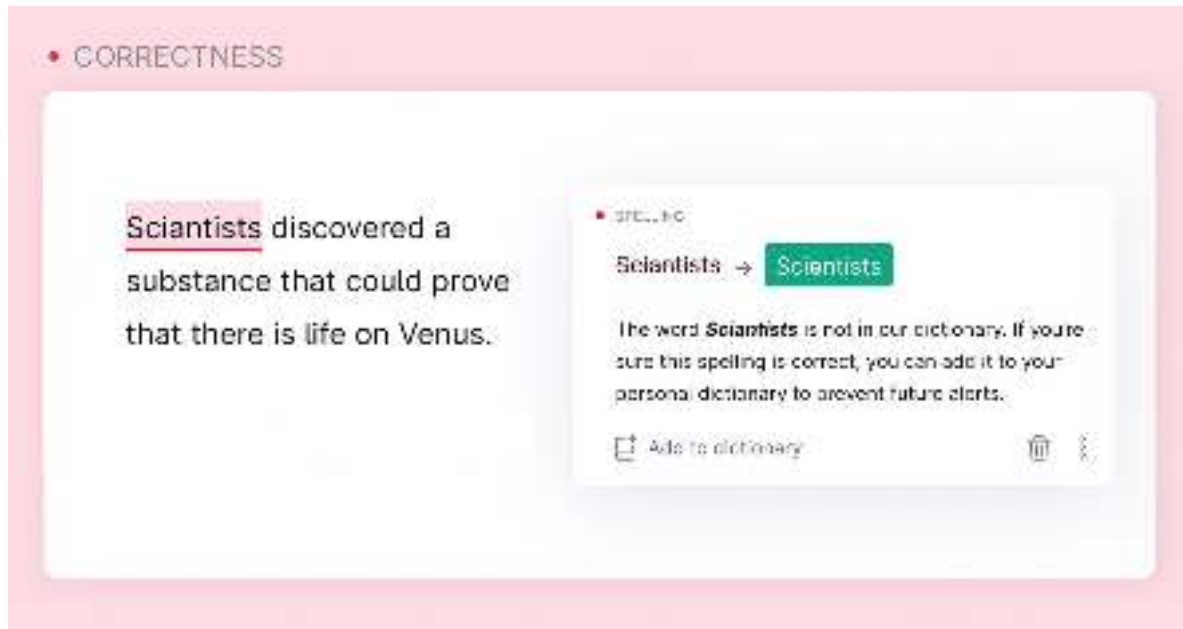 CORRECTNESS
Sciantists discovered a
substance that could prove
that there is life on Venus.
SPELLING
Sciantists → Scientists
The word Sciantists is not in our dictionary. If you're
sure this spelling is correct, you can add it to your
personal dictionary to prevent future alerts.
Add to dictionary